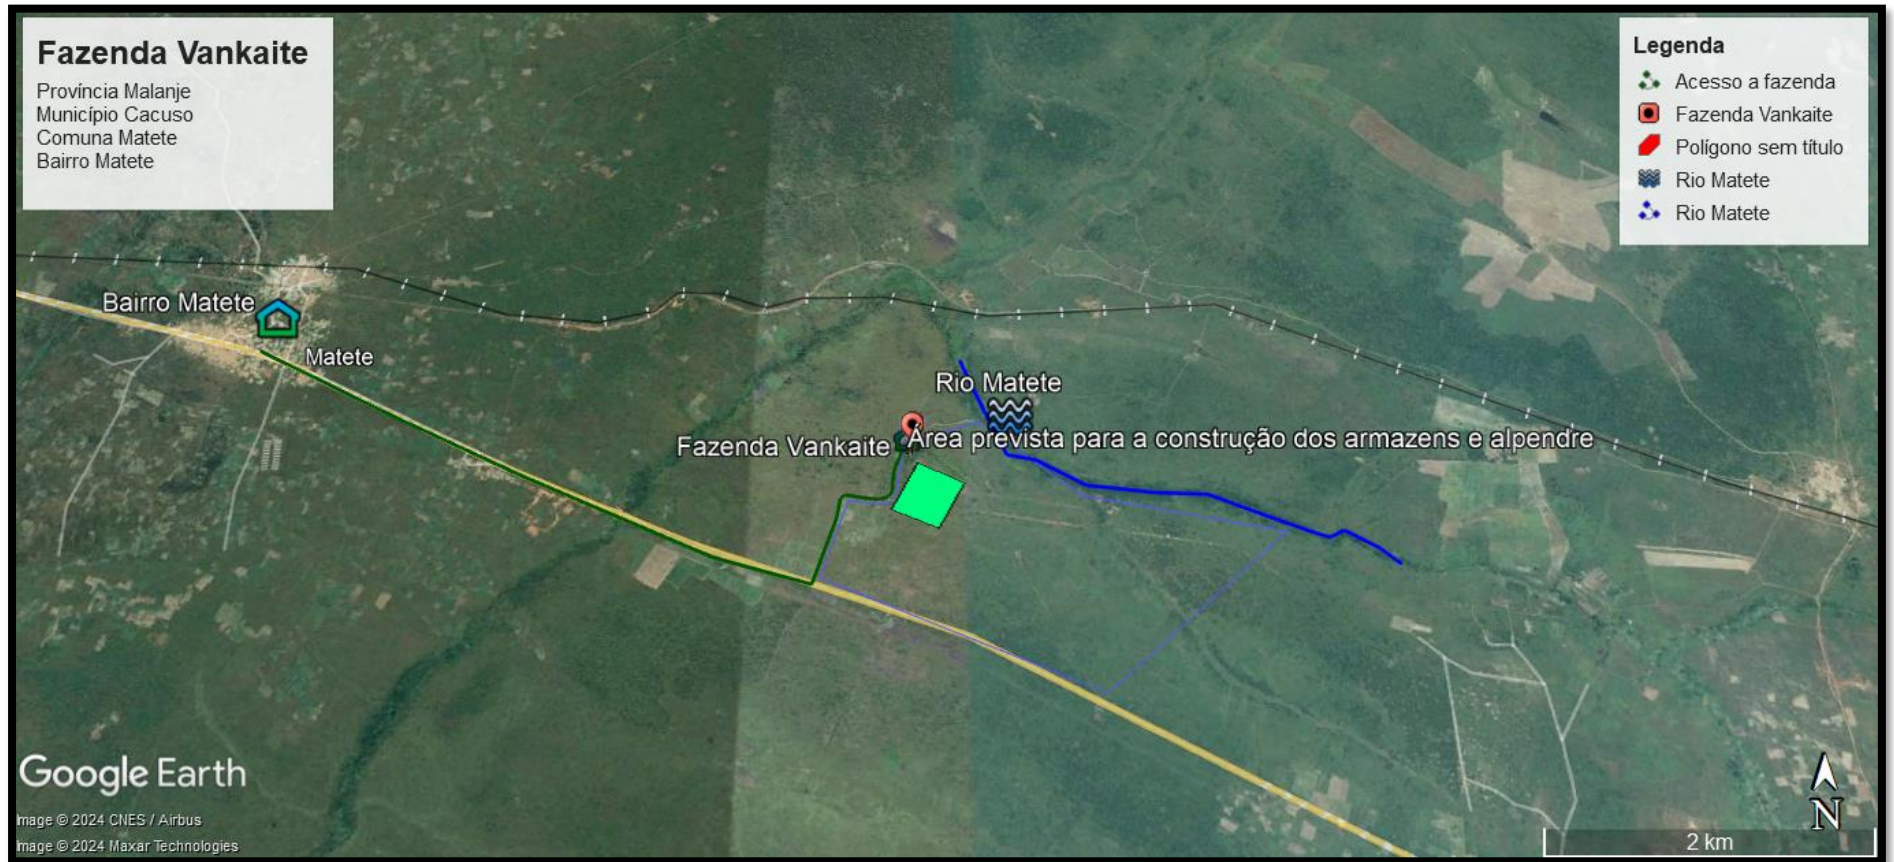 Fazenda Vankaite
Província Malanje
Município Cacuso
Comuna Matete
Bairro Matete
Legenda
Acesso a fazenda
Fazenda Vankaite
Polígono sem título
Rio Matete
Rio Matete
Bairro Matete
Matete
Rio Matete
Fazenda Vankaite
Área prevista para a construção dos armazens e alpendre
Google Earth
Image © 2024 CNES / Airbus
Image © 2024 Maxar Technologies
N
2 km